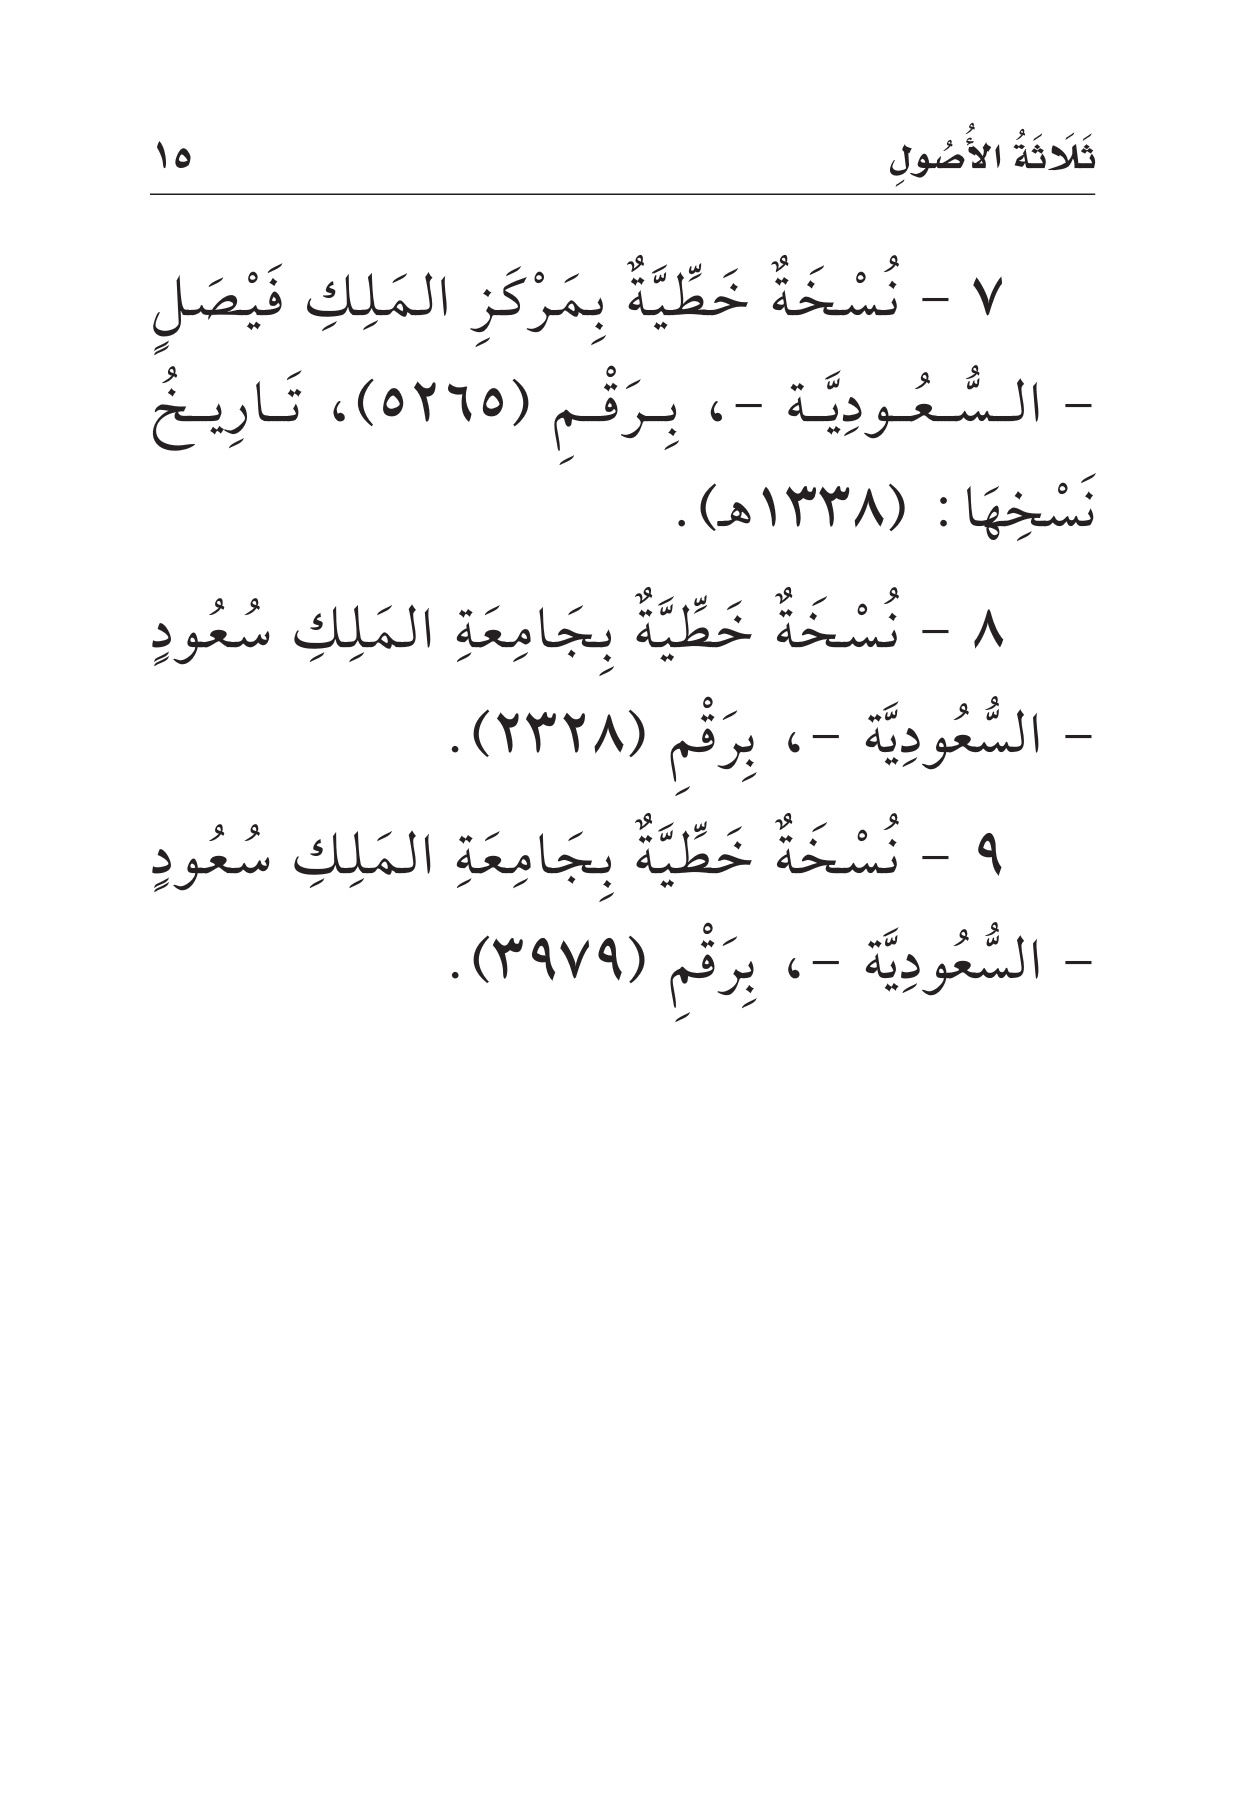 ثَلَاثَةُ الأُصُولِ ١٥
٧ - نُسْخَةٌ خَطِّيَّةٌ بِمَرْكَزِ المَلِكِ فَيْصَلٍ
- السُّعُودِيَّة -، بِرَقْمِ (٥٢٦٥)، تَارِيخُ
نَسْخِهَا: (١٣٣٨هـ).
٨ - نُسْخَةٌ خَطِّيَّةٌ بِجَامِعَةِ المَلِكِ سُعُودٍ
- السُّعُودِيَّة -، بِرَقْمِ (٢٣٢٨).
٩ - نُسْخَةٌ خَطِّيَّةٌ بِجَامِعَةِ المَلِكِ سُعُودٍ
- السُّعُودِيَّة -، بِرَقْمِ (٣٩٧٩).